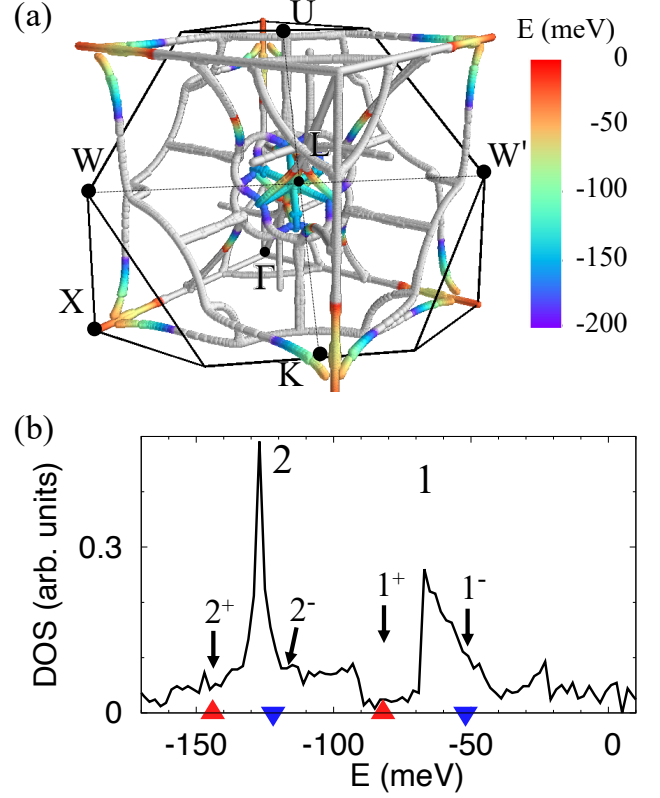 (a)
U
E (meV)
0
-50
-100
-150
-200
L
W
W'
Γ
X
K
(b)
DOS (arb. units)
0.3
0
2
1
2+
2-
1+
1-
-150
-100
-50
0
E (meV)